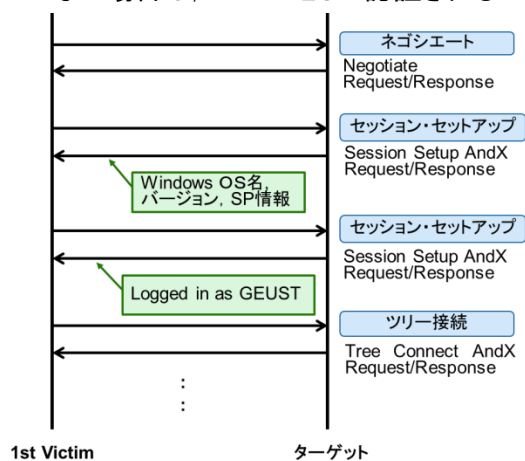 ネゴシエート
Negotiate
Request/Response
セッション・セットアップ
Session Setup AndX
Request/Response
Windows OS名,
バージョン, SP情報
セッション・セットアップ
Session Setup AndX
Request/Response
Logged in as GEUST
ツリー接続
Tree Connect AndX
Request/Response
1st Victim
ターゲット